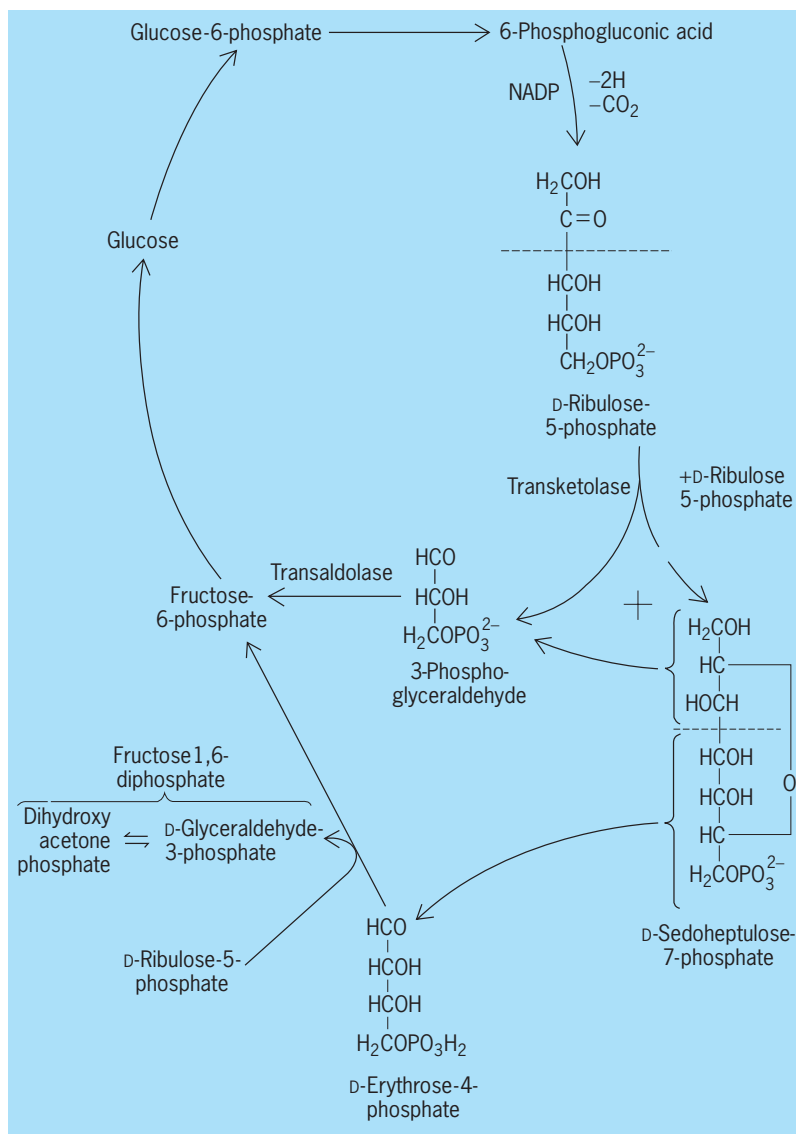 Glucose-6-phosphate
6-Phosphogluconic acid
NADP
–2H
–CO2
H2COH
C=O
HCOH
HCOH
CH2OPO3 2–
D-Ribulose-
5-phosphate
Glucose
Transketolase
+D-Ribulose
5-phosphate
HCO
HCOH
H2COPO3 2–
3-Phospho-
glyceraldehyde
Transaldolase
Fructose-
6-phosphate
+
H2COH
HC
HOCH
HCOH
HCOH
O
HC
H2COPO3 2–
D-Sedoheptulose-
7-phosphate
Fructose1,6-
diphosphate
Dihydroxy
acetone
phosphate
⇌
D-Glyceraldehyde-
3-phosphate
D-Ribulose-5-
phosphate
HCO
HCOH
HCOH
H2COPO3H2
D-Erythrose-4-
phosphate